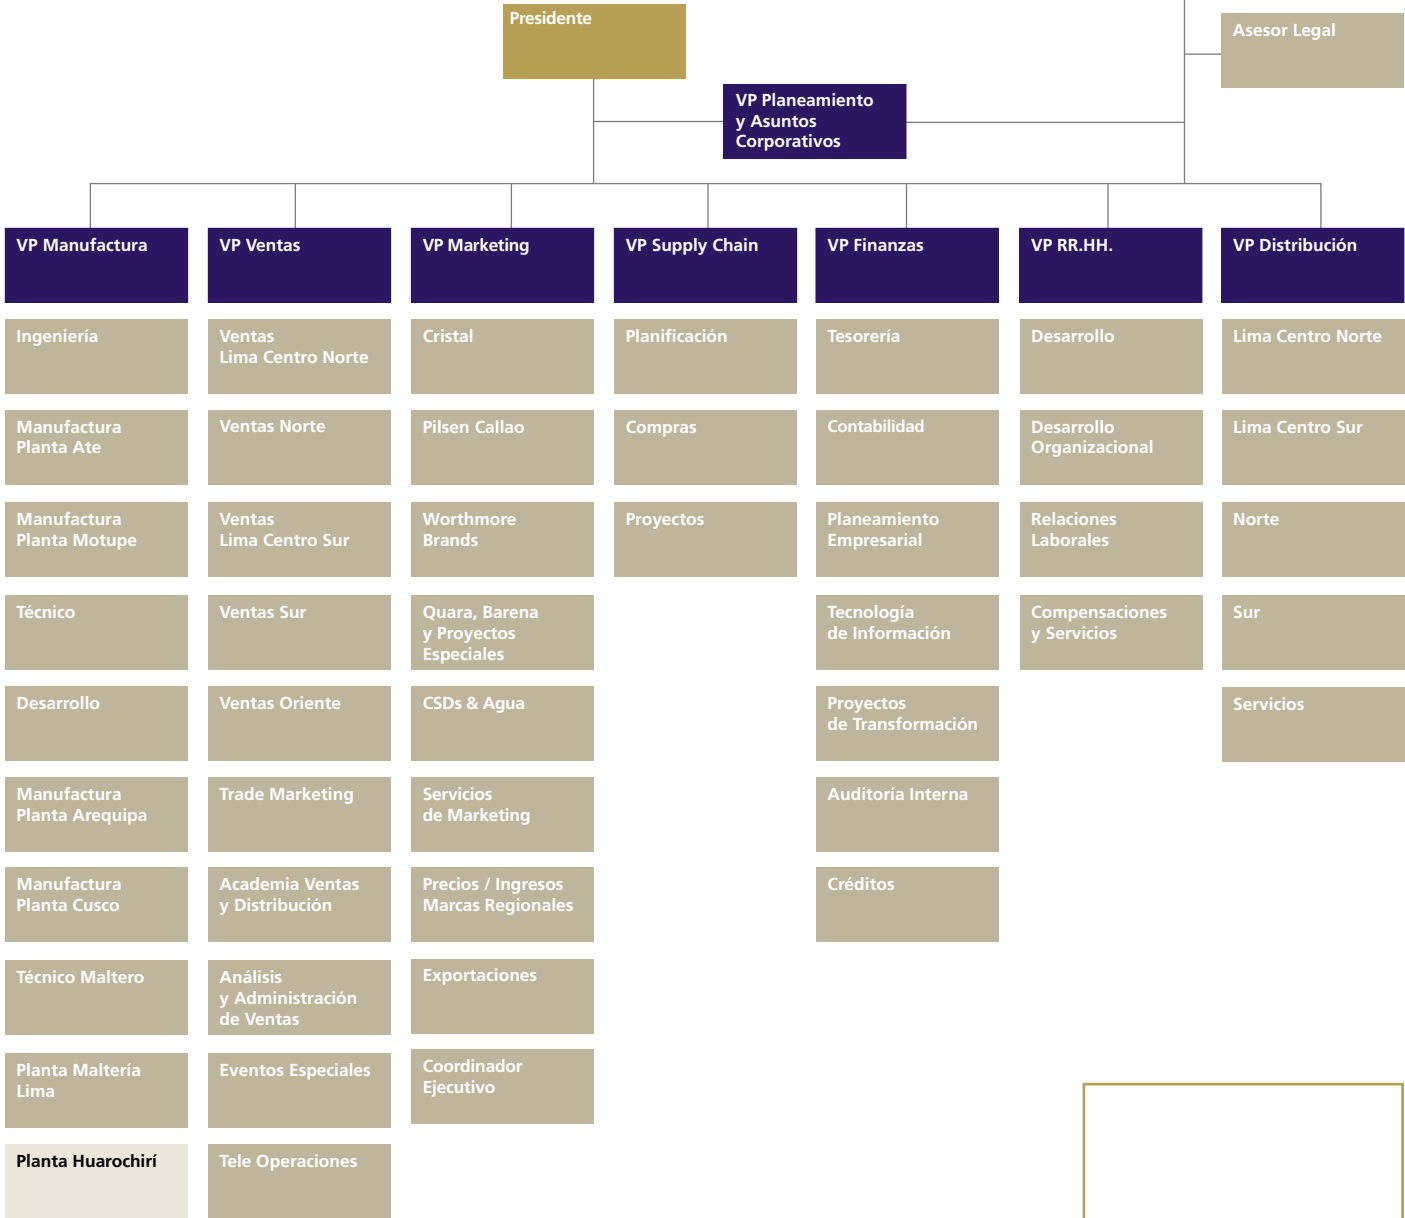 Presidente
Asesor Legal
VP Planeamiento
y Asuntos
Corporativos
VP Manufactura
VP Ventas
VP Marketing
VP Supply Chain
VP Finanzas
VP RR.HH.
VP Distribución
Ingeniería
Manufactura
Planta Ate
Manufactura
Planta Motupe
Técnico
Desarrollo
Manufactura
Planta Arequipa
Manufactura
Planta Cusco
Técnico Maltero
Planta Maltería
Lima
Planta Huarochirí
Ventas
Lima Centro Norte
Ventas Norte
Ventas
Lima Centro Sur
Ventas Sur
Ventas Oriente
Trade Marketing
Academia Ventas
y Distribución
Análisis
y Administración
de Ventas
Eventos Especiales
Tele Operaciones
Cristal
Pilsen Callao
Worthmore
Brands
Quara, Barena
y Proyectos
Especiales
CSDs & Agua
Servicios
de Marketing
Precios / Ingresos
Marcas Regionales
Exportaciones
Coordinador
Ejecutivo
Planificación
Compras
Proyectos
Tesorería
Contabilidad
Planeamiento
Empresarial
Tecnología
de Información
Proyectos
de Transformación
Auditoría Interna
Créditos
Desarrollo
Desarrollo
Organizacional
Relaciones
Laborales
Compensaciones
y Servicios
Lima Centro Norte
Lima Centro Sur
Norte
Sur
Servicios